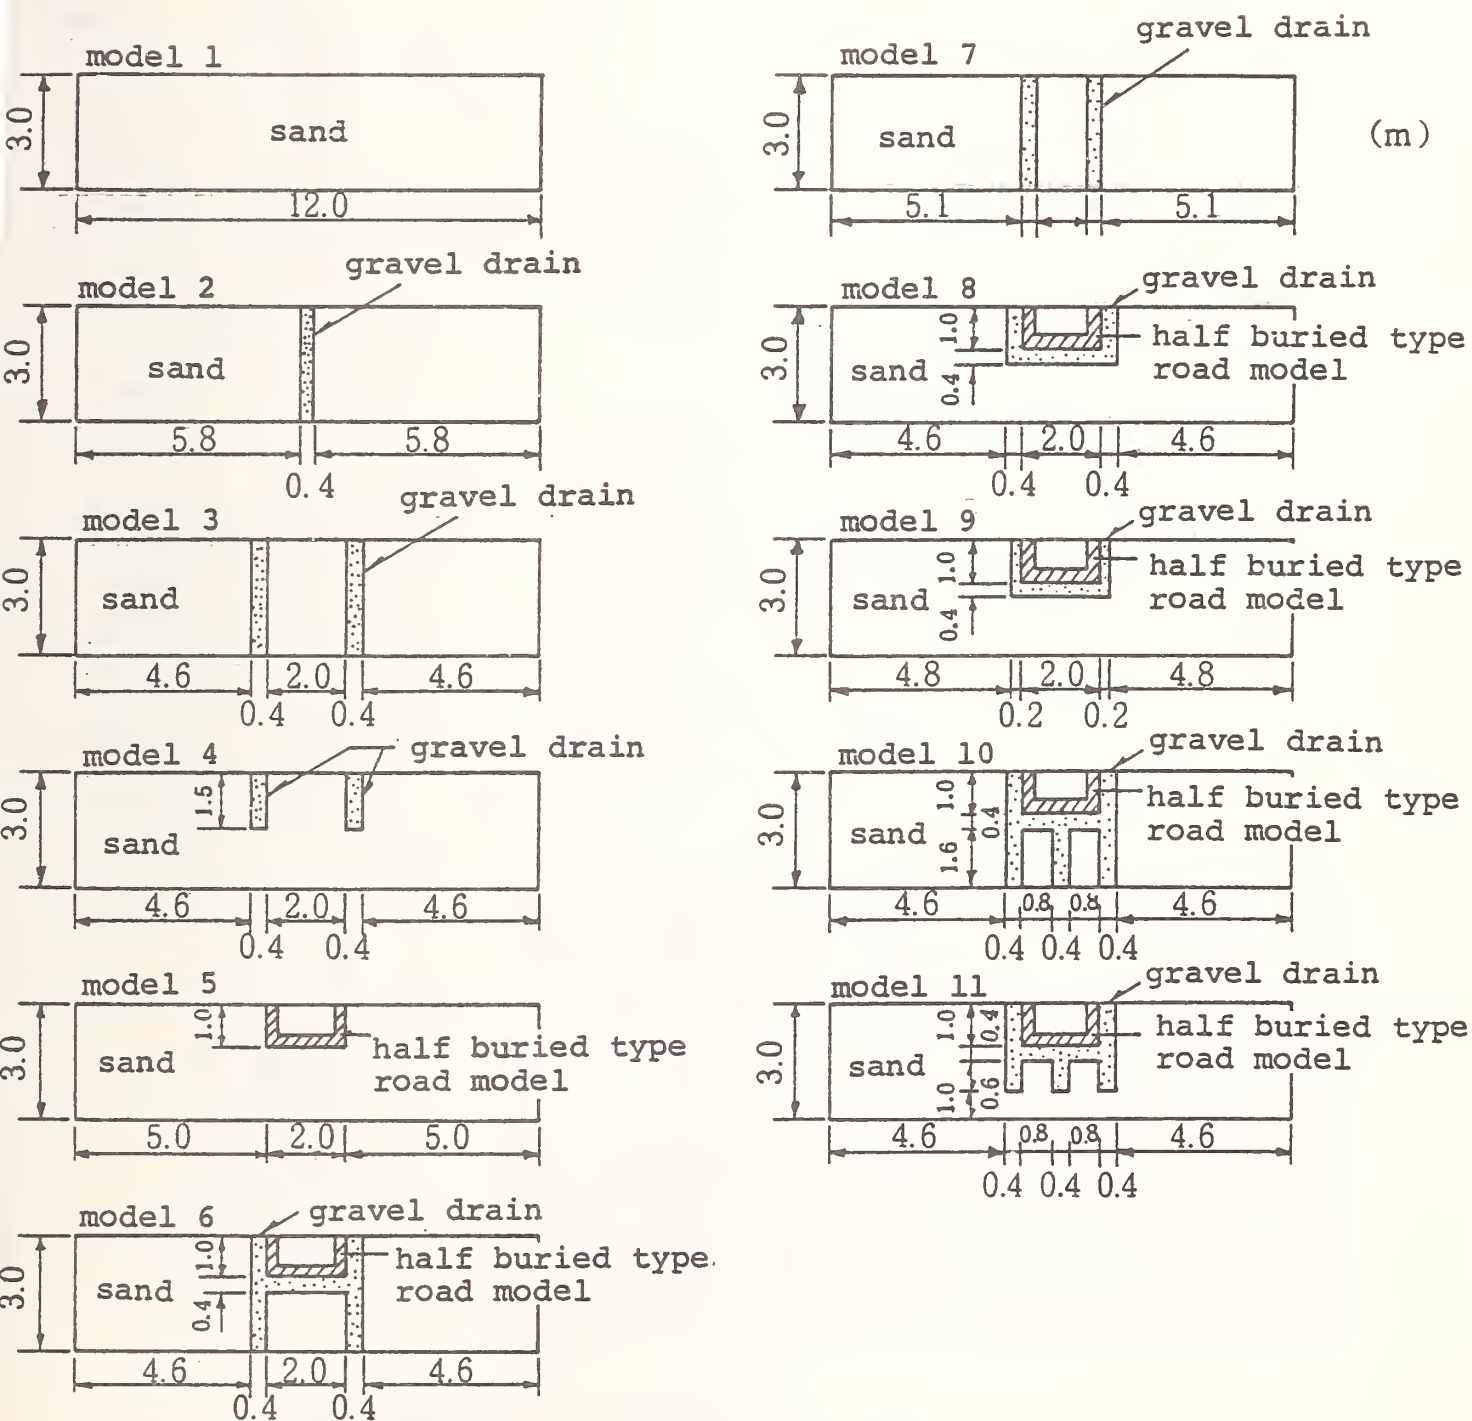 model 1
3.0
sand
12.0
model 2
gravel drain
3.0
sand
5.8
5.8
0.4
model 3
gravel drain
3.0
sand
4.6
2.0
4.6
0.4
0.4
model 4
gravel drain
1.5
3.0
sand
4.6
2.0
4.6
0.4
0.4
model 5
1.0
3.0
half buried type
road model
sand
5.0
2.0
5.0
model 6
gravel drain
1.0
half buried type
road model
3.0
sand
0.4
4.6
2.0
4.6
0.4
0.4
model 7
gravel drain
(m)
3.0
sand
5.1
5.1
model 8
gravel drain
1.0
half buried type
road model
3.0
sand
0.4
4.6
2.0
4.6
0.4
0.4
model 9
gravel drain
1.0
half buried type
road model
3.0
sand
0.4
4.8
2.0
4.8
0.2
0.2
model 10
gravel drain
1.0
half buried type
road model
3.0
sand
0.4
1.6
4.6
0.8
0.8
4.6
0.4
0.4
0.4
model 11
gravel drain
1.0
0.4
half buried type
road model
3.0
sand
1.0
0.6
4.6
0.8
0.8
4.6
0.4
0.4
0.4